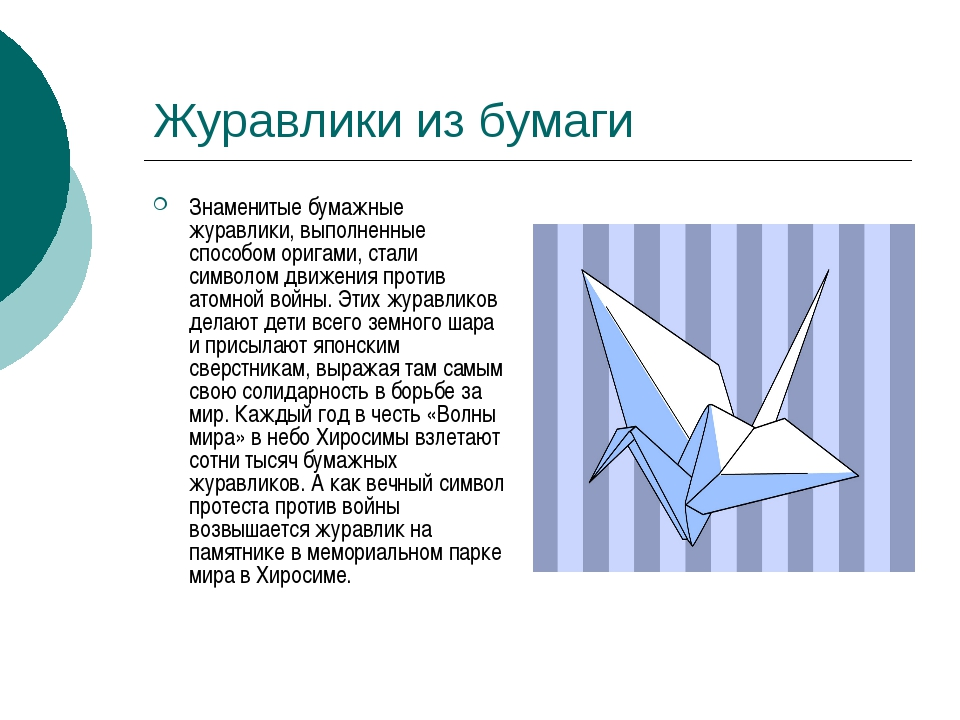 Журавлики из бумаги
Знаменитые бумажные
журавлики, выполненные
способом оригами, стали
символом движения против
атомной войны. Этих журавликов
делают дети всего земного шара
и присылают японским
сверстникам, выражая там самым
свою солидарность в борьбе за
мир. Каждый год в честь «Волны
мира» в небо Хиросимы взлетают
сотни тысяч бумажных
журавликов. А как вечный символ
протеста против войны
возвышается журавлик на
памятнике в мемориальном парке
мира в Хиросиме.